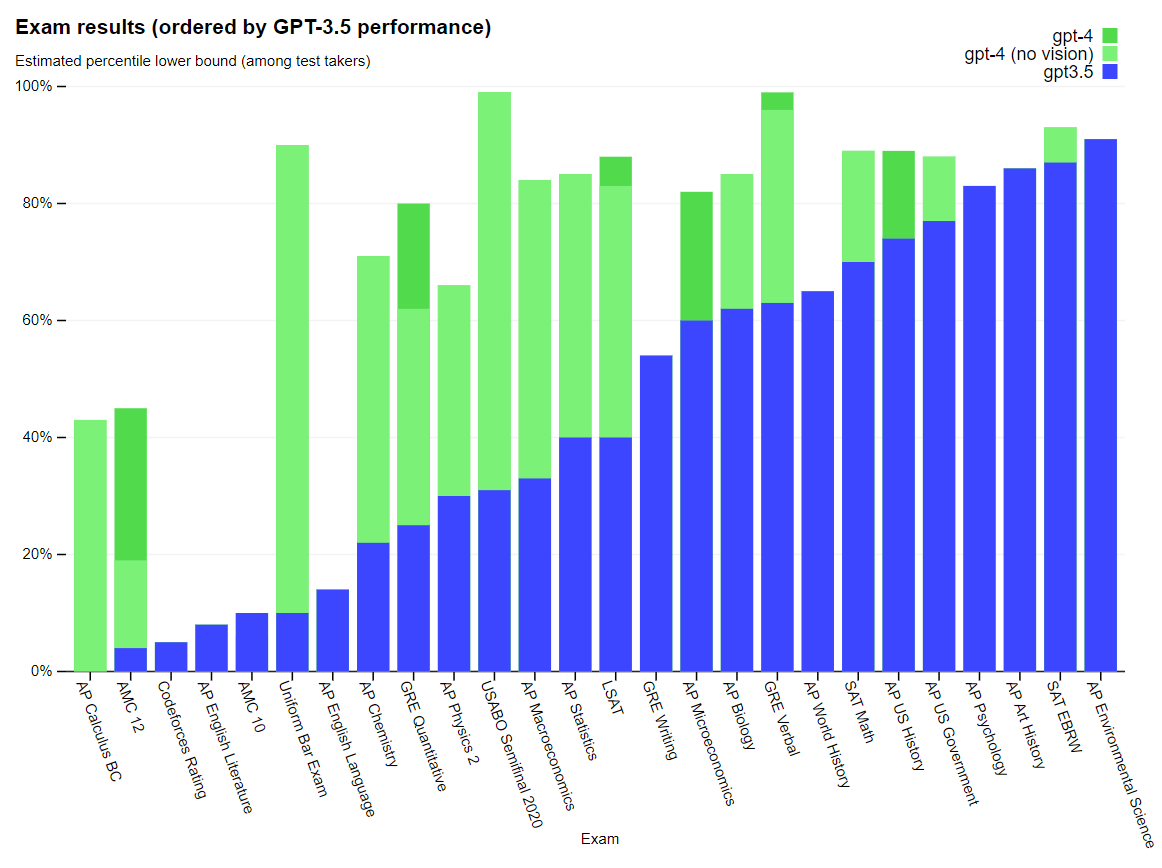 Exam results (ordered by GPT-3.5 performance)
Estimated percentile lower bound (among test takers)
gpt-4
gpt-4 (no vision)
gpt3.5
100%
80%
60%
40%
20%
0%
AP Calculus BC
AMC 12
Codeforces Rating
AP English Literature
AMC 10
Uniform Bar Exam
AP English Language
AP Chemistry
GRE Quantitative
AP Physics 2
USABO Semifinal 2020
AP Macroeconomics
AP Statistics
LSAT
GRE Writing
AP Microeconomics
AP Biology
GRE Verbal
AP World History
SAT Math
AP US History
AP US Government
AP Psychology
AP Art History
SAT EBRW
AP Environmental Science
Exam